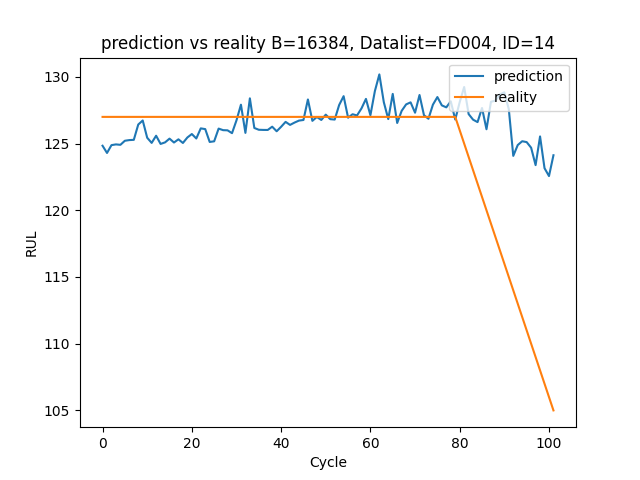 prediction vs reality B=16384, Datalist=FD004, ID=14
prediction
reality
130
125
120
115
110
105
RUL
0 20 40 60 80 100
Cycle